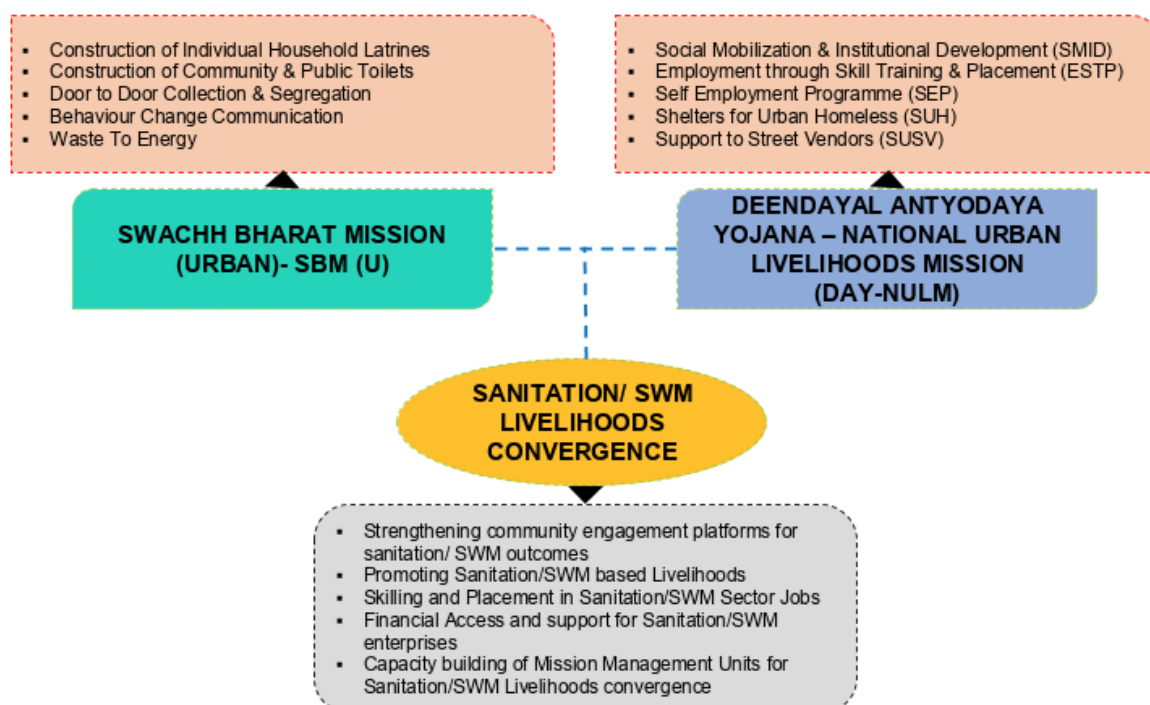 ▪ Construction of Individual Household Latrines
▪ Construction of Community & Public Toilets
▪ Door to Door Collection & Segregation
▪ Behaviour Change Communication
▪ Waste To Energy
▪ Social Mobilization & Institutional Development (SMID)
▪ Employment through Skill Training & Placement (ESTP)
▪ Self Employment Programme (SEP)
▪ Shelters for Urban Homeless (SUH)
▪ Support to Street Vendors (SUSV)
SWACHH BHARAT MISSION
(URBAN)- SBM (U)
DEENDAYAL ANTYODAYA
YOJANA – NATIONAL URBAN
LIVELIHOODS MISSION
(DAY-NULM)
SANITATION/ SWM
LIVELIHOODS
CONVERGENCE
▪ Strengthening community engagement platforms for
sanitation/ SWM outcomes
▪ Promoting Sanitation/SWM based Livelihoods
▪ Skilling and Placement in Sanitation/SWM Sector Jobs
▪ Financial Access and support for Sanitation/SWM
enterprises
▪ Capacity building of Mission Management Units for
Sanitation/SWM Livelihoods convergence